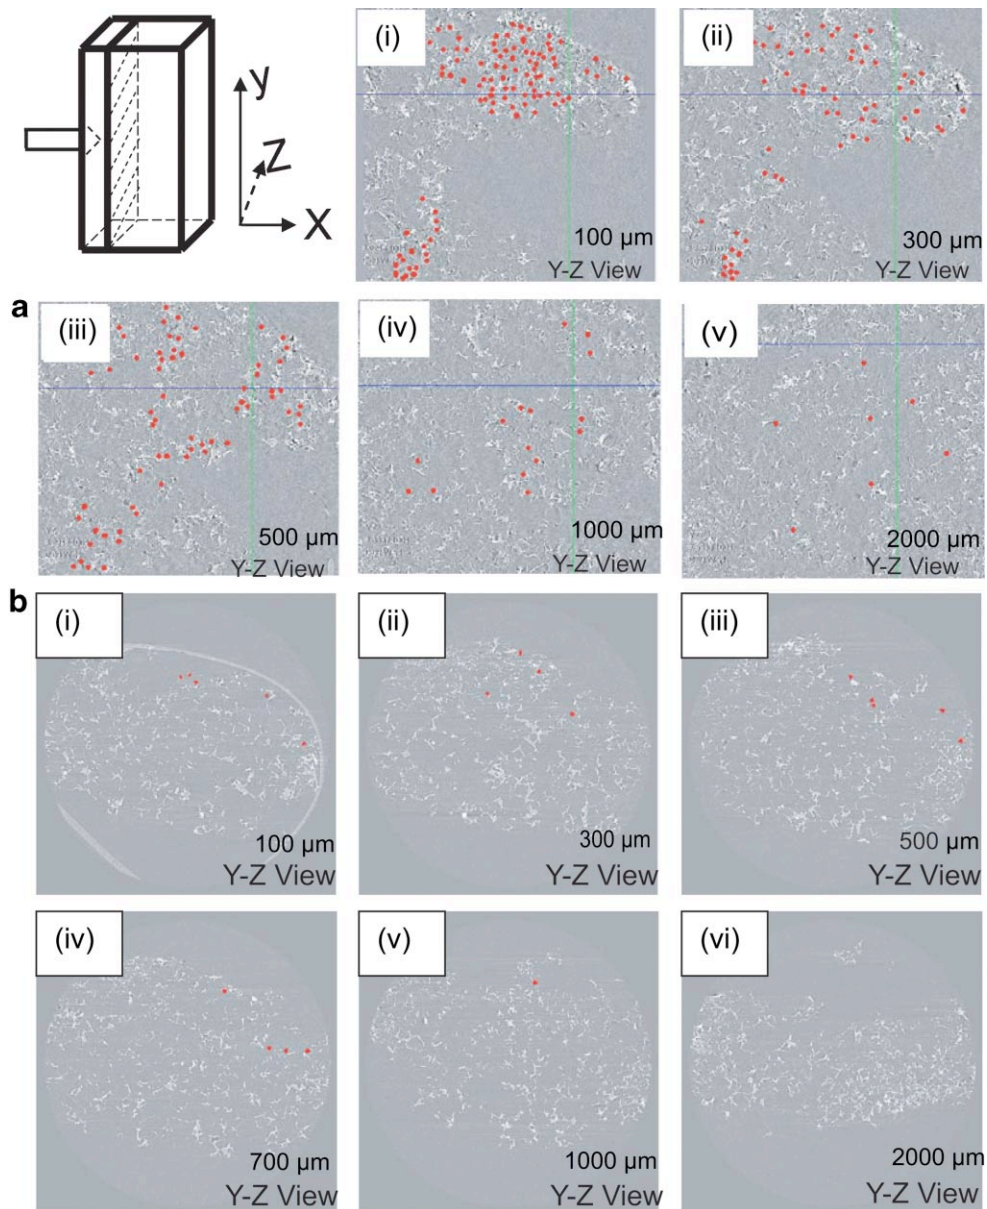 y
Z
X
(i)
100 µm
Y-Z View
(ii)
300 µm
Y-Z View
a
(iii)
500 µm
Y-Z View
(iv)
1000 µm
Y-Z View
(v)
2000 µm
Y-Z View
b
(i)
100 µm
Y-Z View
(ii)
300 µm
Y-Z View
(iii)
500 µm
Y-Z View
(iv)
700 µm
Y-Z View
(v)
1000 µm
Y-Z View
(vi)
2000 µm
Y-Z View